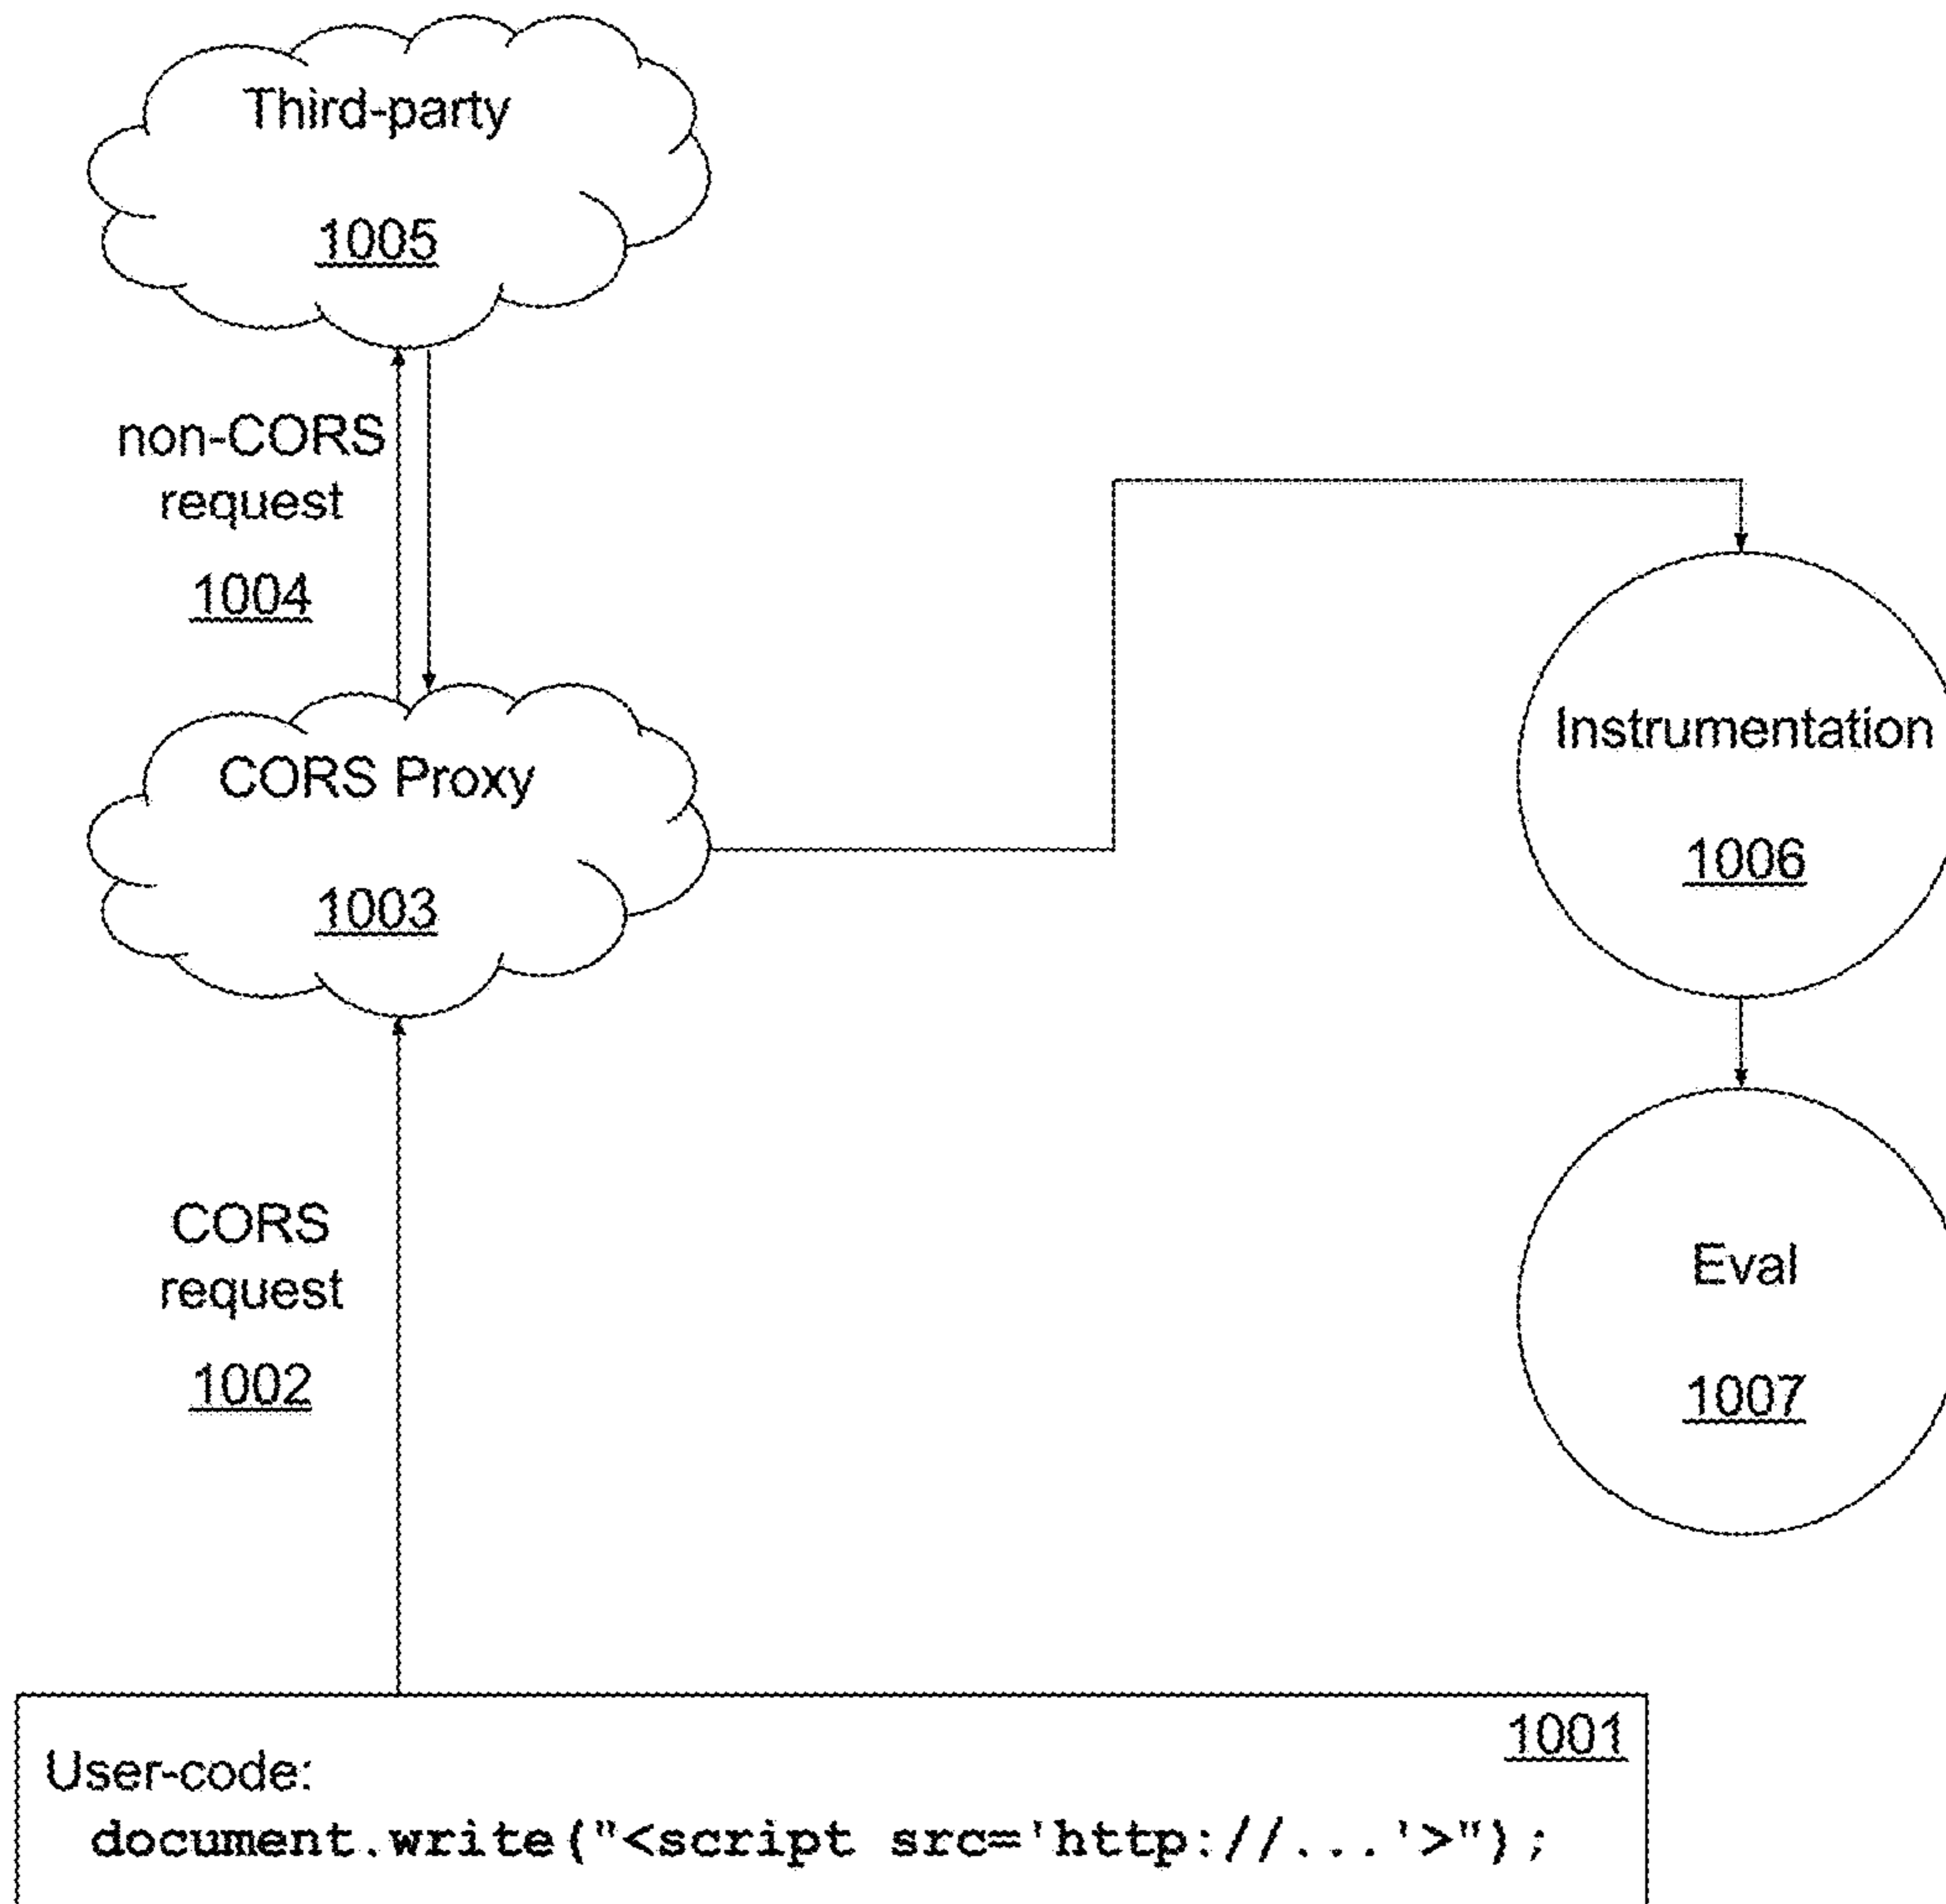 Third-party
1005
non-CORS
request
1004
CORS Proxy
1003
Instrumentation
1006
CORS
request
1002
Eval
1007
1001
User-code:
document.write("<script src='http://...'>");